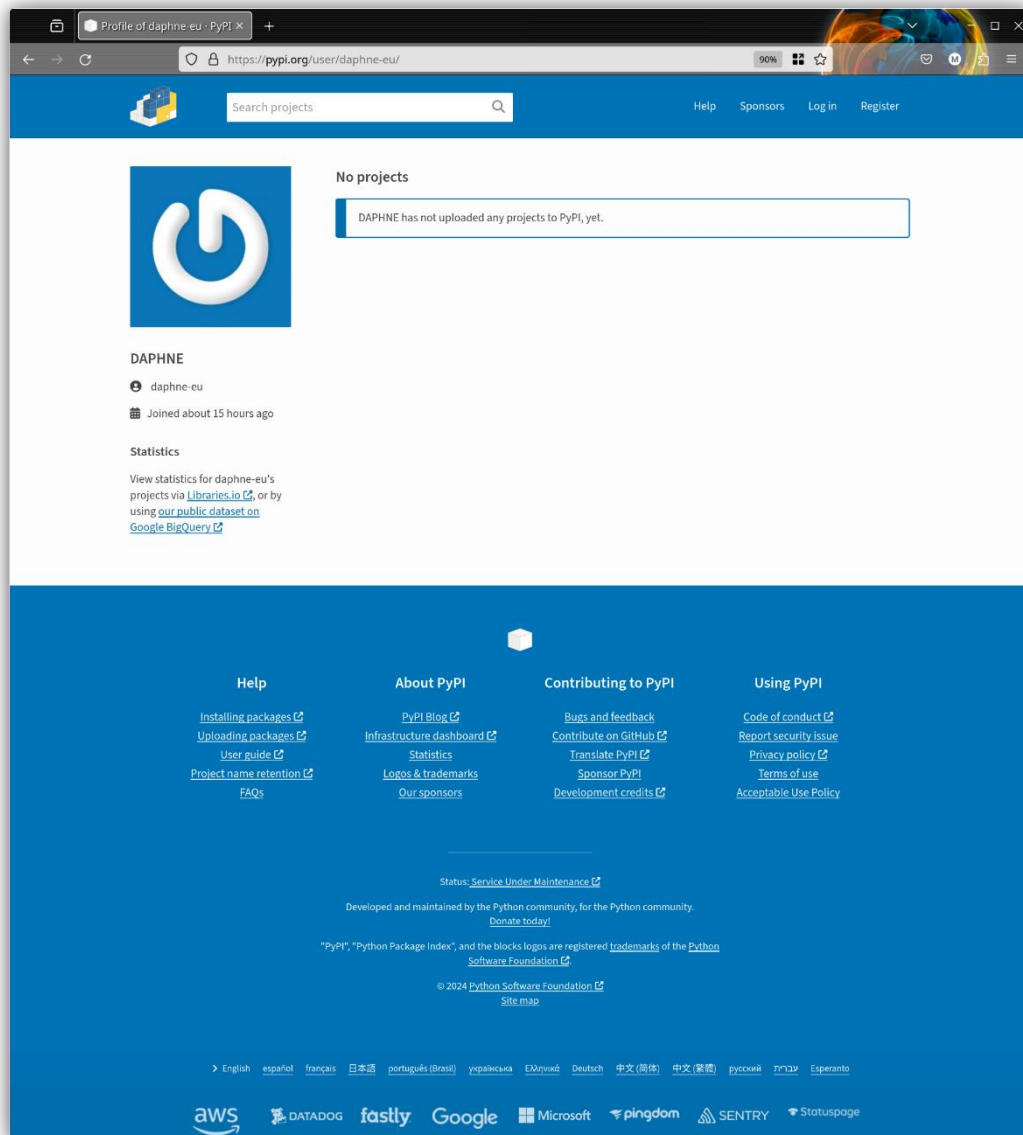 Profile of daphne-eu · PyPI
https://pypi.org/user/daphne-eu/
90%
M
Search projects
Help
Sponsors
Log in
Register
No projects
DAPHNE has not uploaded any projects to PyPI, yet.
DAPHNE
daphne-eu
Joined about 15 hours ago
Statistics
View statistics for daphne-eu's
projects via Libraries.io, or by
using our public dataset on
Google BigQuery
Help
Installing packages
Uploading packages
User guide
Project name retention
FAQs
About PyPI
PyPI Blog
Infrastructure dashboard
Statistics
Logos & trademarks
Our sponsors
Contributing to PyPI
Bugs and feedback
Contribute on GitHub
Translate PyPI
Sponsor PyPI
Development credits
Using PyPI
Code of conduct
Report security issue
Privacy policy
Terms of use
Acceptable Use Policy
Status: Service Under Maintenance
Developed and maintained by the Python community, for the Python community.
Donate today!
"PyPI", "Python Package Index", and the blocks logos are registered trademarks of the Python
Software Foundation.
© 2024 Python Software Foundation
Site map
English español français 日本語 português (Brasil) українська Ελληνικά Deutsch 中文 (简体) 中文 (繁體) русский עברית Esperanto
aws DATADOG fastly Google Microsoft pingdom SENTRY Statuspage